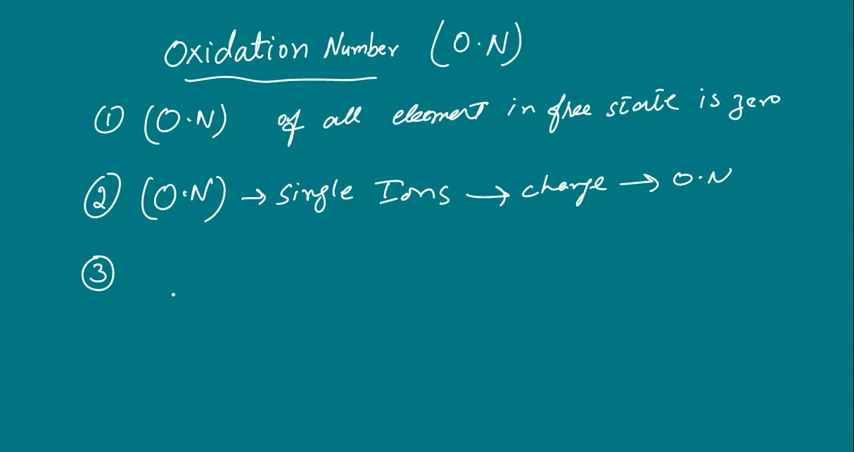 Oxidation Number (O.N)
① (O.N) of all element in free state is zero
② (O.N) → single Ions → charge → O.N
③